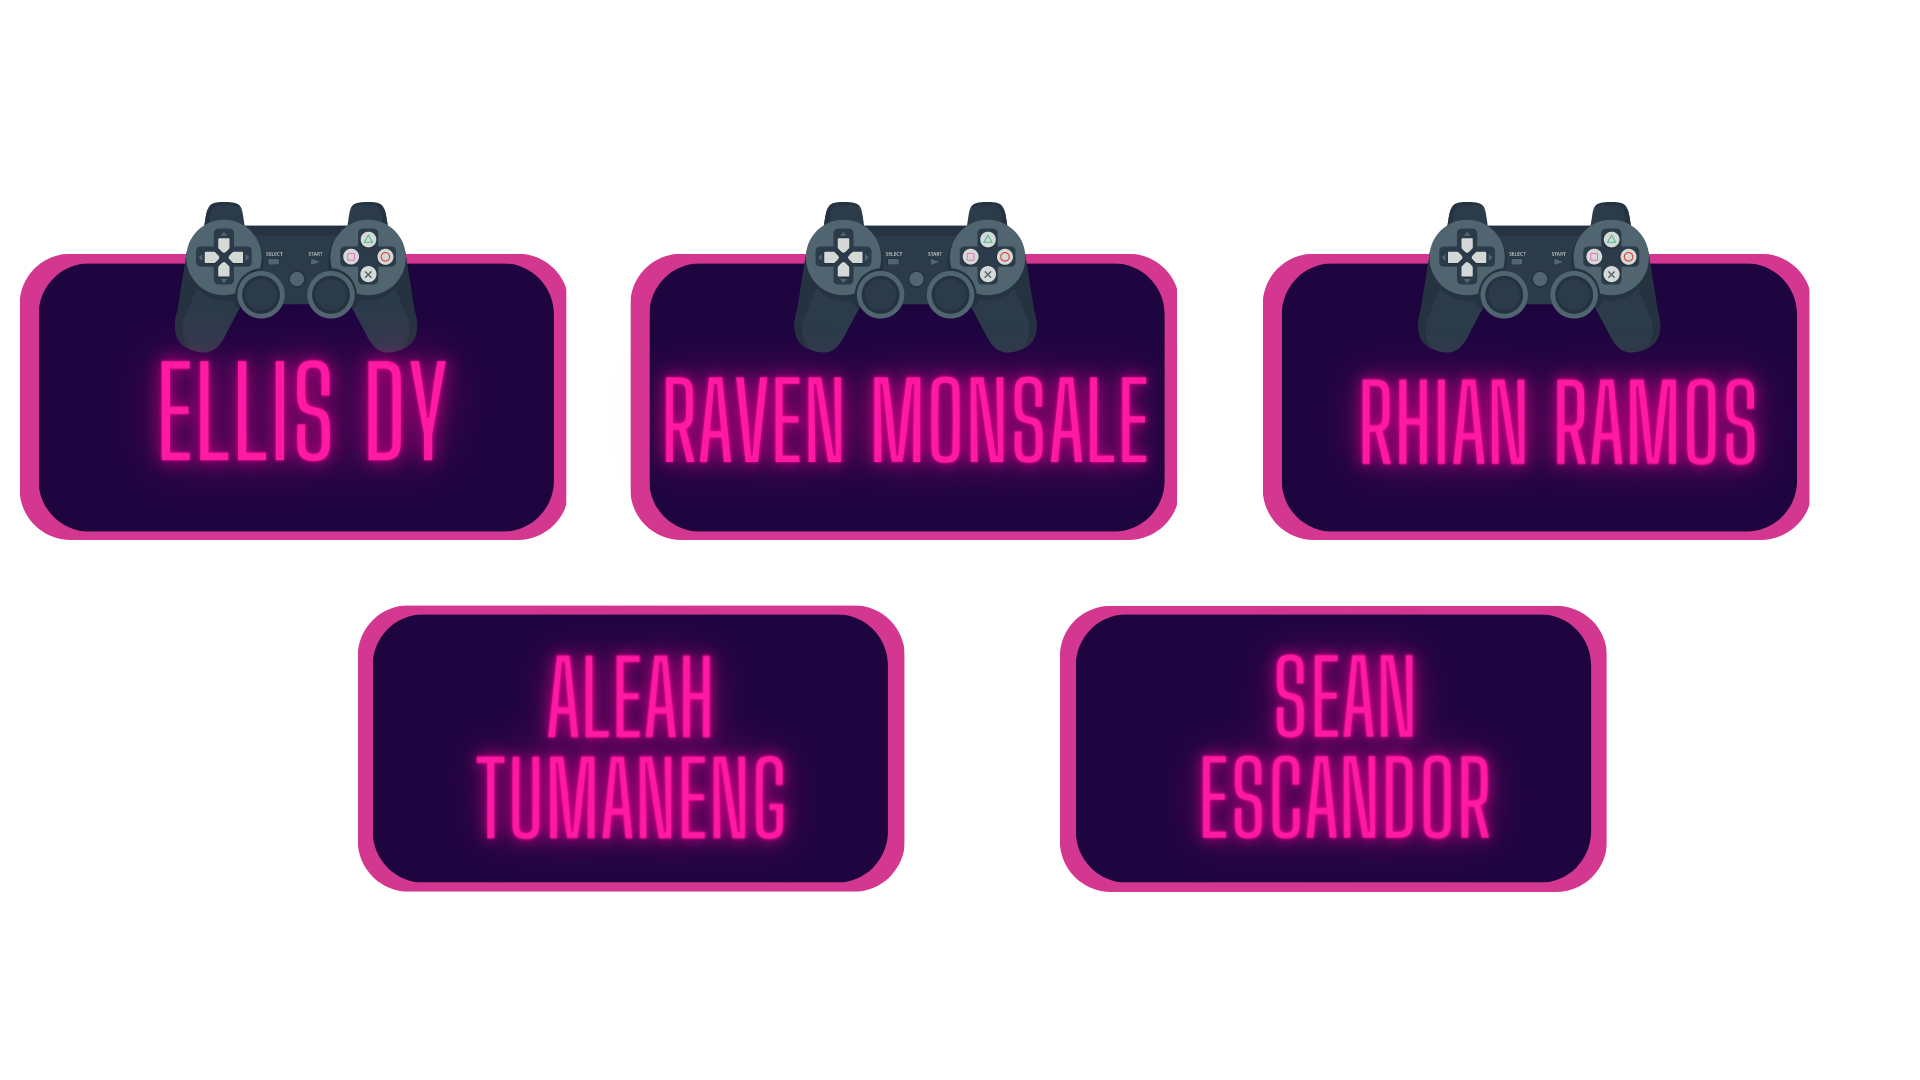 SELECT START
SELECT START
SELECT START
ELLIS DY
RAVEN MONSALE
RHIAN RAMOS
ALEAH
TUMANENG
SEAN
ESCANDOR